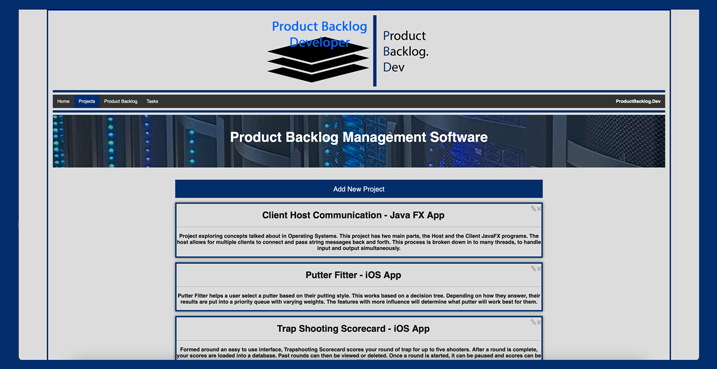 Product Backlog
Developer
Product
Backlog.
Dev
Home Projects Product Backlog Tasks ProductBacklog.Dev
Product Backlog Management Software
Add New Project
Client Host Communication - Java FX App
Project exploring concepts talked about in Operating Systems. This project has two main parts, the Host and the Client JavaFX programs. The
host allows for multiple clients to connect and pass string messages back and forth. This process is broken down in to many threads, to handle
input and output simultaneously.
Putter Fitter - iOS App
Putter Fitter helps a user select a putter based on their putting style. This works based on a decision tree. Depending on how they answer, their
results are put into a priority queue with varying weights. The features with more influence will determine what putter will work best for them.
Trap Shooting Scorecard - iOS App
Formed around an easy to use interface, Trapshooting Scorecard scores your round of trap for up to five shooters. After a round is complete,
your scores are loaded into a database. Past rounds can then be viewed or deleted. Once a round is started, it can be paused and scores can be